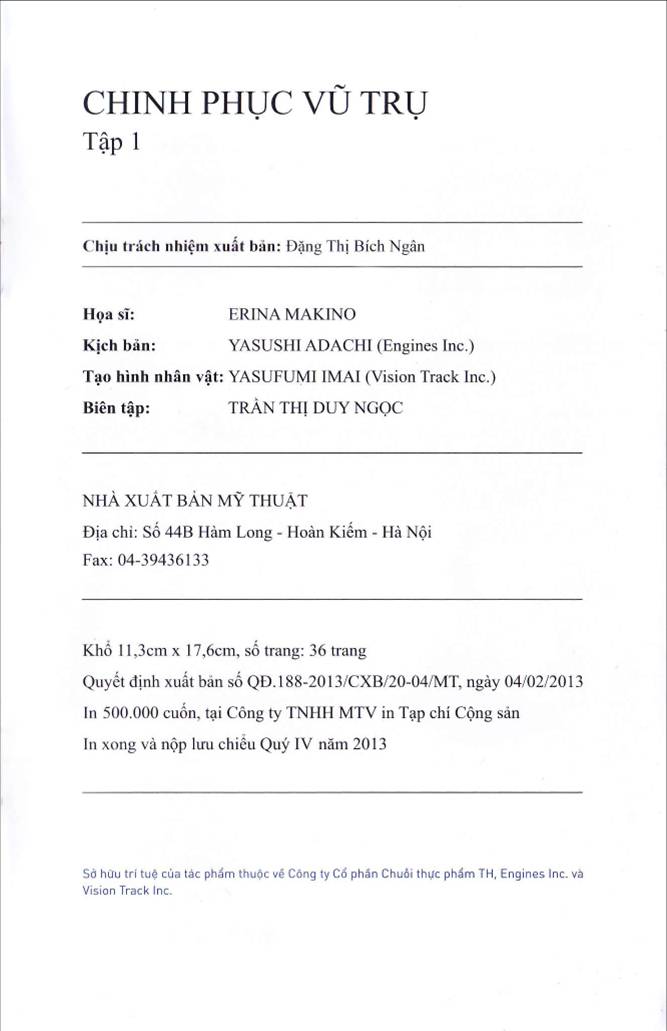 CHINH PHỤC VŨ TRỤ
Tập 1
Chịu trách nhiệm xuất bản: Đặng Thị Bích Ngân
Họa sĩ: ERINA MAKINO
Kịch bản: YASUSHI ADACHI (Engines Inc.)
Tạo hình nhân vật: YASUFUMI IMAI (Vision Track Inc.)
Biên tập: TRẦN THỊ DUY NGỌC
NHÀ XUẤT BẢN MỸ THUẬT
Địa chỉ: Số 44B Hàm Long - Hoàn Kiếm - Hà Nội
Fax: 04-39436133
Khổ 11,3cm x 17,6cm, số trang: 36 trang
Quyết định xuất bản số QĐ.188-2013/CXB/20-04/MT, ngày 04/02/2013
In 500.000 cuốn, tại Công ty TNHH MTV in Tạp chí Cộng sản
In xong và nộp lưu chiểu Quý IV năm 2013
Sở hữu trí tuệ của tác phẩm thuộc về Công ty Cổ phần Chuỗi thực phẩm TH, Engines Inc. và
Vision Track Inc.